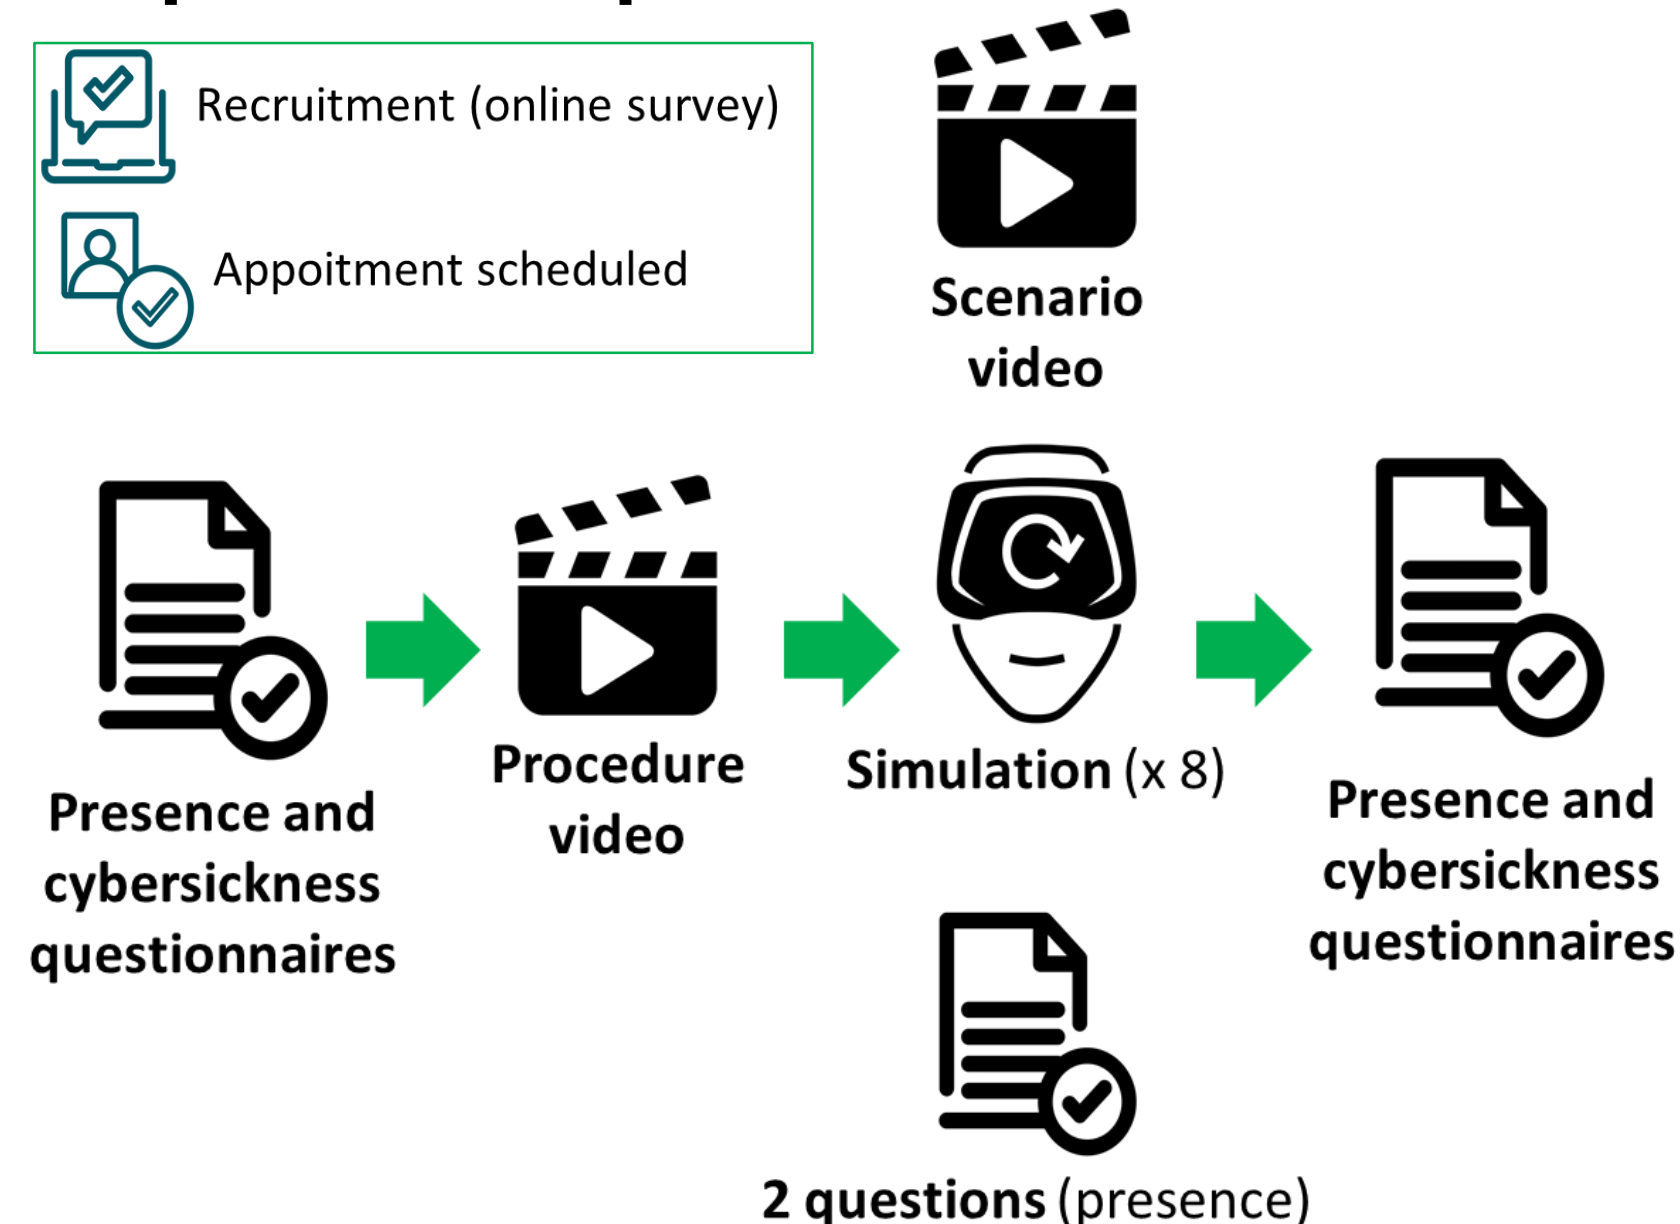 Recruitment (online survey)
Appoitment scheduled
Scenario
video
Presence and
cybersickness
questionnaires
Procedure
video
Simulation (x 8)
Presence and
cybersickness
questionnaires
2 questions (presence)